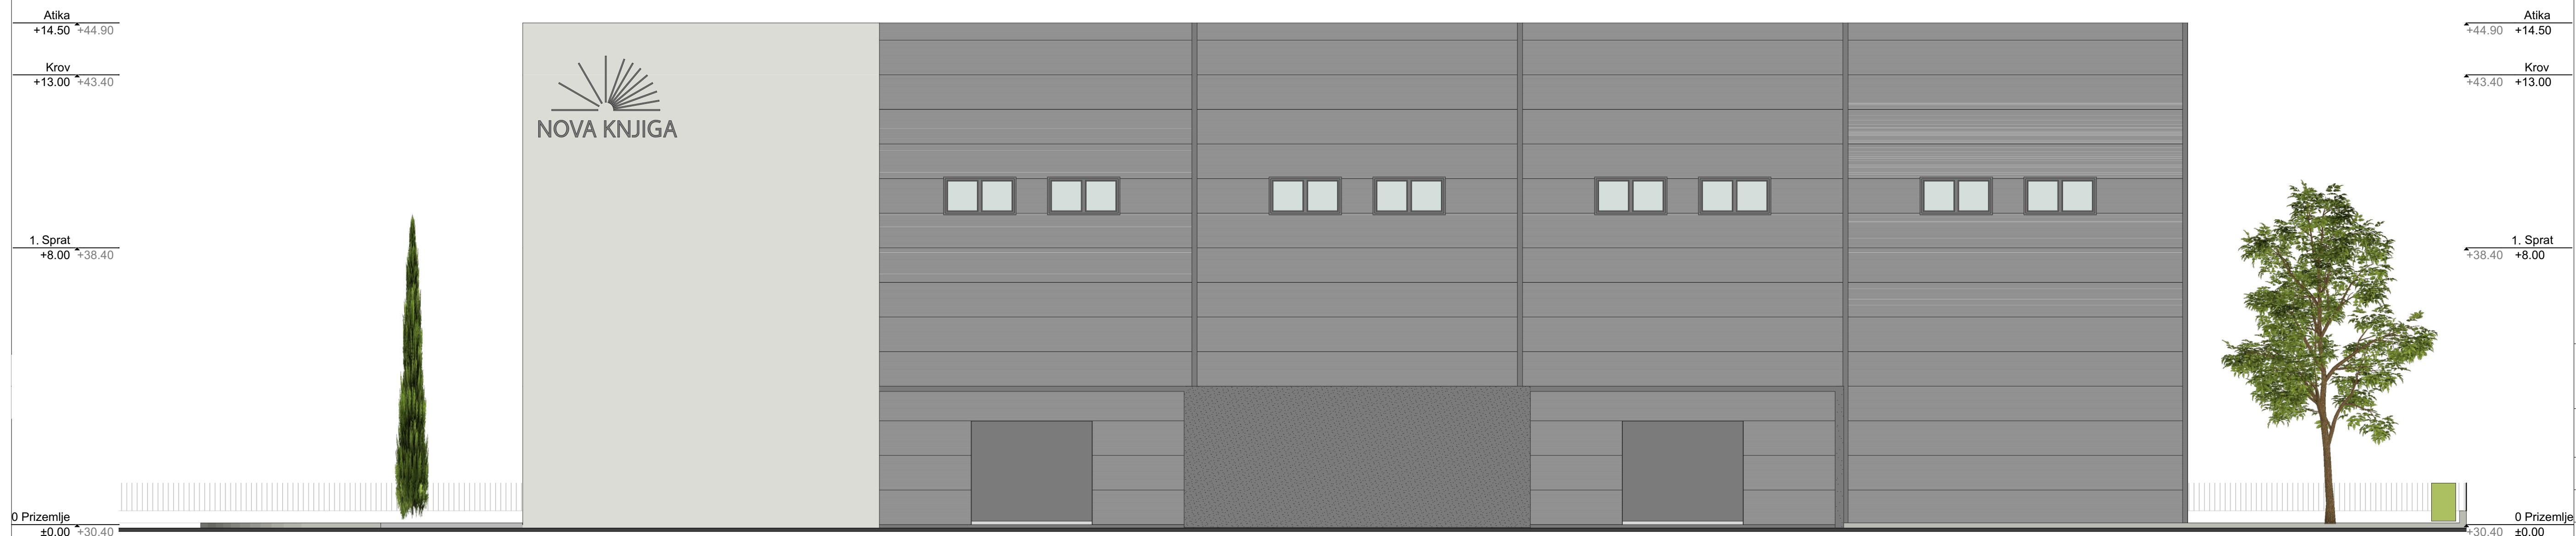 Atika
+14.50 +44.90
Krov
+13.00 +43.40
1. Sprat
+8.00 +38.40
0 Prizemlje
±0.00 +30.40
NOVA KNJIGA
Atika
+44.90 +14.50
Krov
+43.40 +13.00
1. Sprat
+38.40 +8.00
0 Prizemlje
+30.40 ±0.00